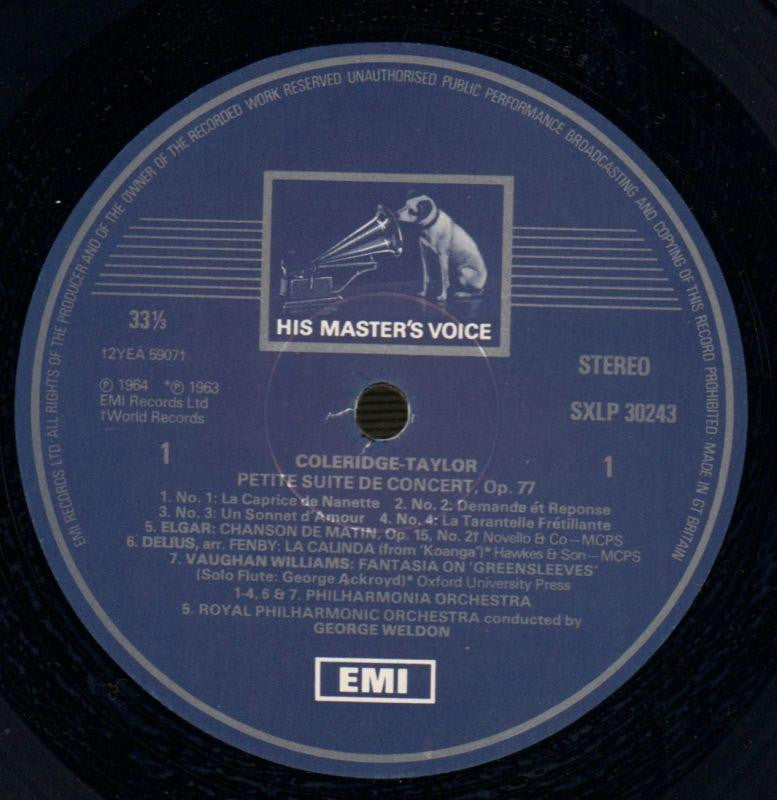 EMI RECORDS LTD ALL RIGHTS OF THE PRODUCER AND OF THE OWNER OF THE RECORDED WORK RESERVED UNAUTHORISED PUBLIC PERFORMANCE BROADCASTING AND COPYING OF THIS RECORD PROHIBITED MADE IN GT BRITAIN
HIS MASTER'S VOICE
33⅓
†2YEA 5907†
STEREO
℗ 1964 *℗ 1963
EMI Records Ltd
†World Records
SXLP 30243
1
1
COLERIDGE-TAYLOR
PETITE SUITE DE CONCERT, Op. 77
1. No. 1: La Caprice de Nanette 2. No. 2: Demande ét Reponse
3. No. 3: Un Sonnet d'Amour 4. No. 4: La Tarantelle Frétillante
5. ELGAR: CHANSON DE MATIN, Op. 15, No. 2† Novello & Co—MCPS
6. DELIUS, arr. FENBY: LA CALINDA (from 'Koanga')* Hawkes & Son—MCPS
7. VAUGHAN WILLIAMS: FANTASIA ON 'GREENSLEEVES'
(Solo Flute: George Ackroyd)* Oxford University Press
1-4, 6 & 7. PHILHARMONIA ORCHESTRA
5. ROYAL PHILHARMONIC ORCHESTRA conducted by
GEORGE WELDON
EMI